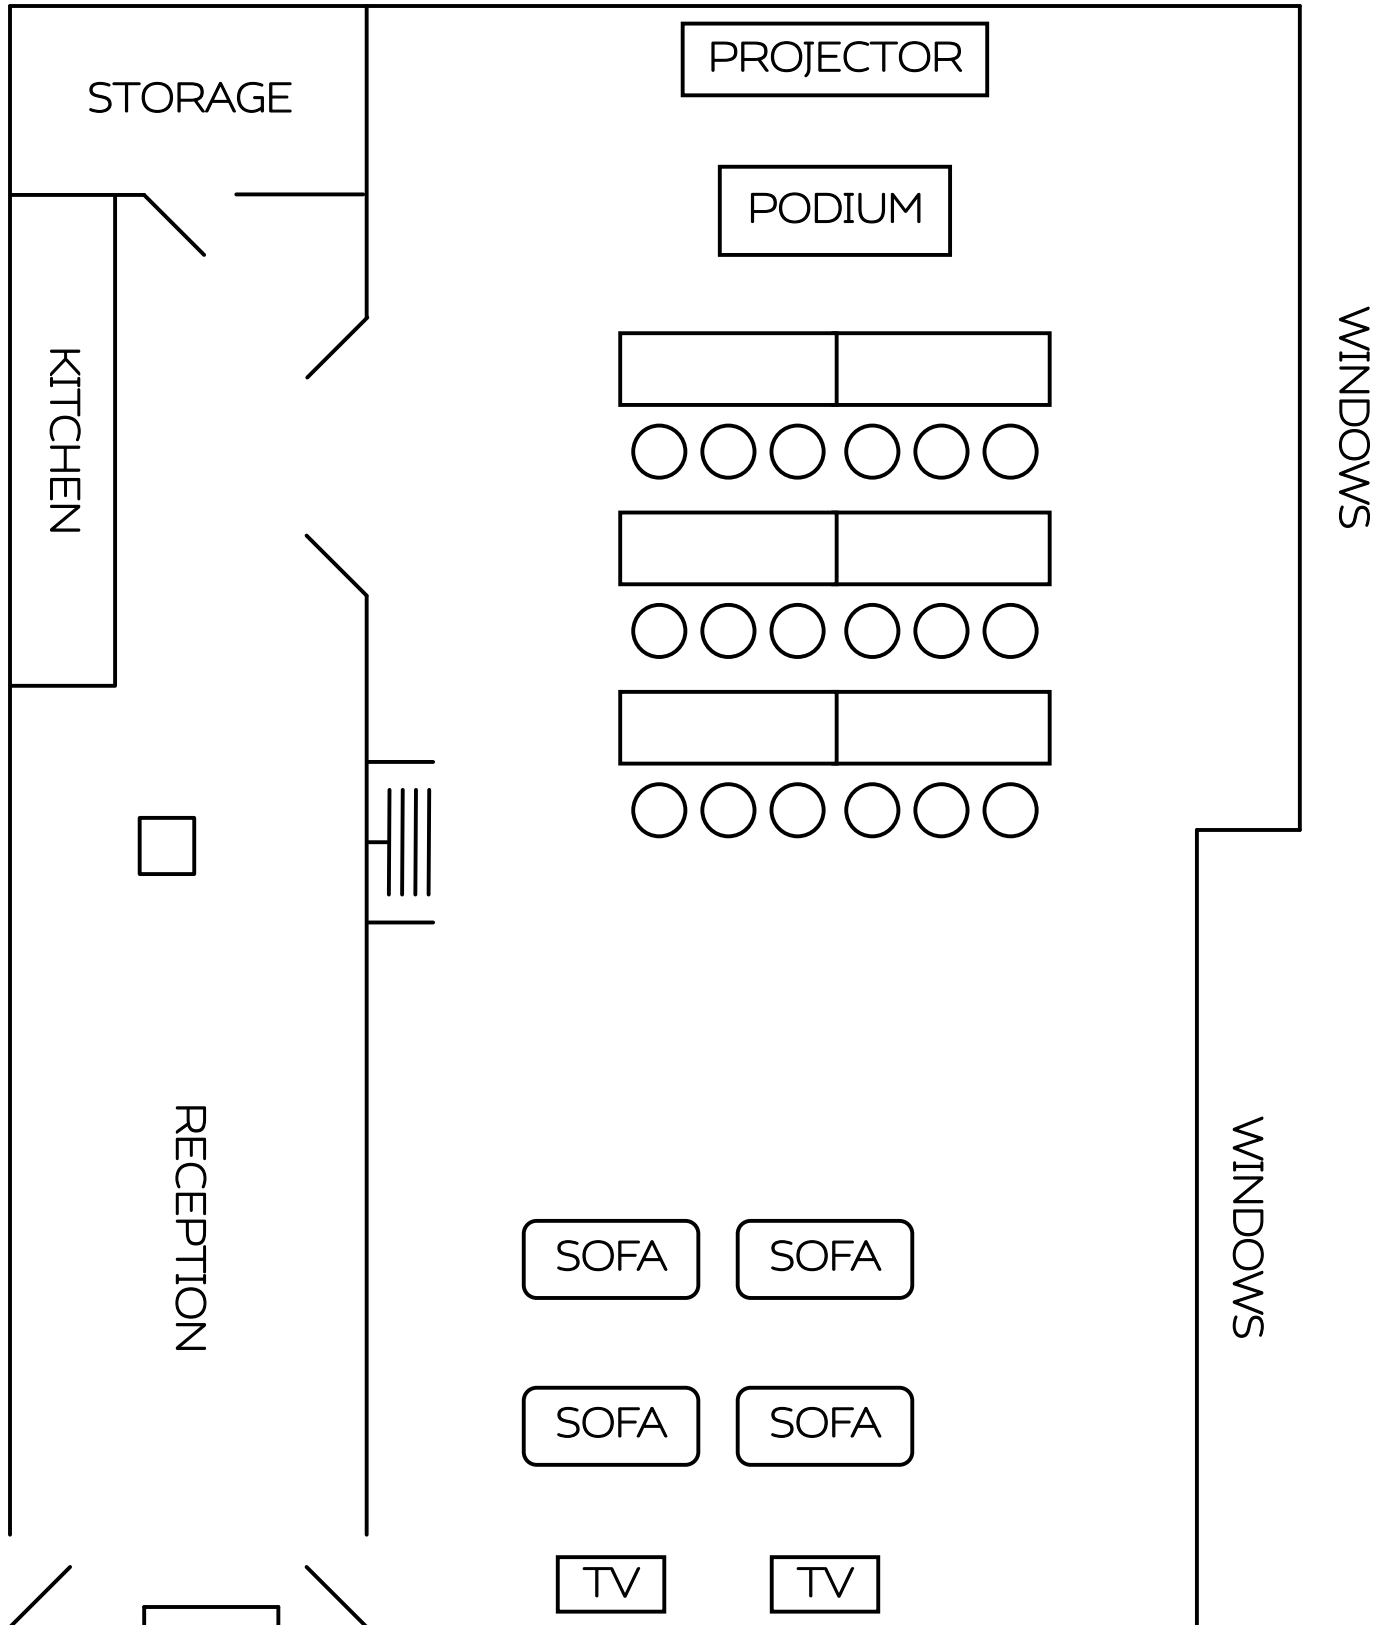 PROJECTOR
STORAGE
PODIUM
WINDOWS
KITCHEN
RECEPTION
WINDOWS
SOFA SOFA
SOFA SOFA
TV TV